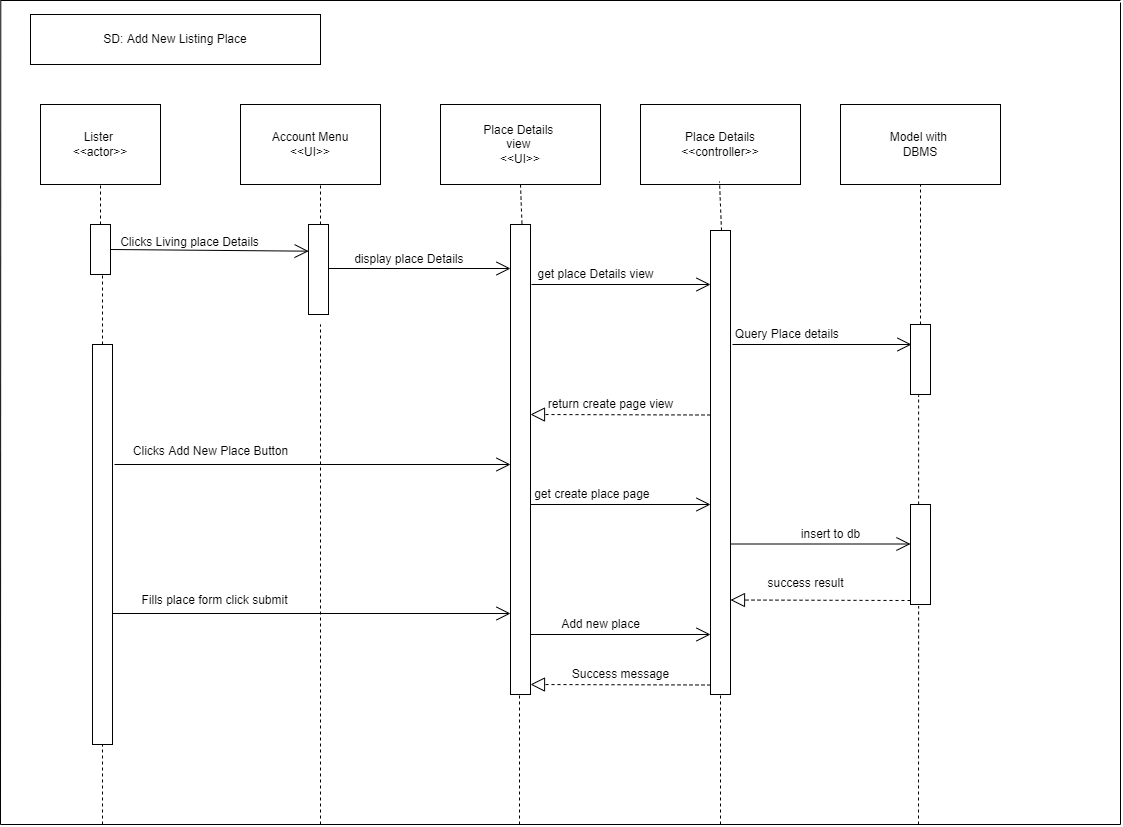 SD: Add New Listing Place
Lister
<<actor>>
Account Menu
<<UI>>
Place Details
view
<<UI>>
Place Details
<<controller>>
Model with
DBMS
Clicks Living place Details
display place Details
get place Details view
Query Place details
return create page view
Clicks Add New Place Button
get create place page
insert to db
success result
Fills place form click submit
Add new place
Success message